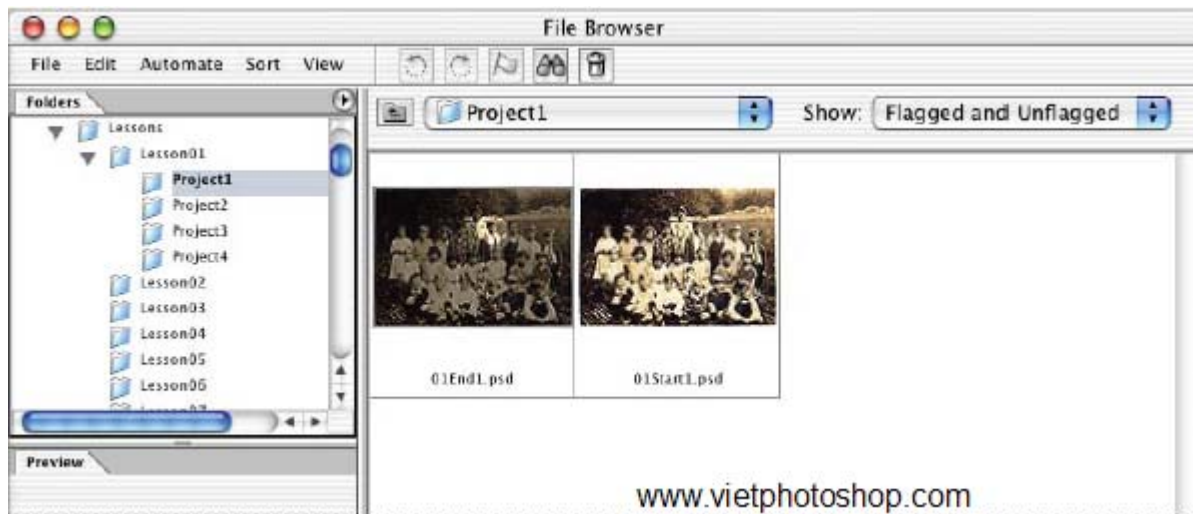 File Browser
File Edit Automate Sort View
Folders
Project1
Show: Flagged and Unflagged
Lessons
Lesson01
Project1
Project2
Project3
Project4
Lesson02
Lesson03
Lesson04
Lesson05
Lesson06
01End1.psd 01Start1.psd
Preview
www.vietphotoshop.com